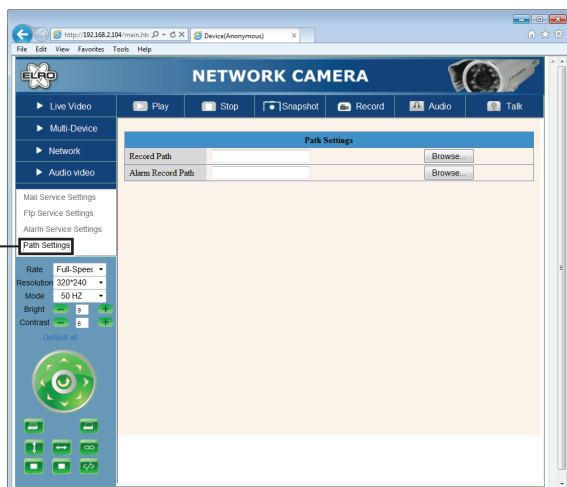 http://192.168.2.104/main.ht
Device(Anonymous)
File Edit View Favorites Tools Help
ELRO
NETWORK CAMERA
Live Video
Play
Stop
Snapshot
Record
Audio
Talk
Multi-Device
Network
Audio video
Path Settings
Record Path
Browse...
Alarm Record Path
Browse...
Mail Service Settings
Ftp Service Settings
Alarm Service Settings
Path Settings
Rate Full-Speec
Resolution 320*240
Mode 50 HZ
Bright 9
Contrast 6
Default all